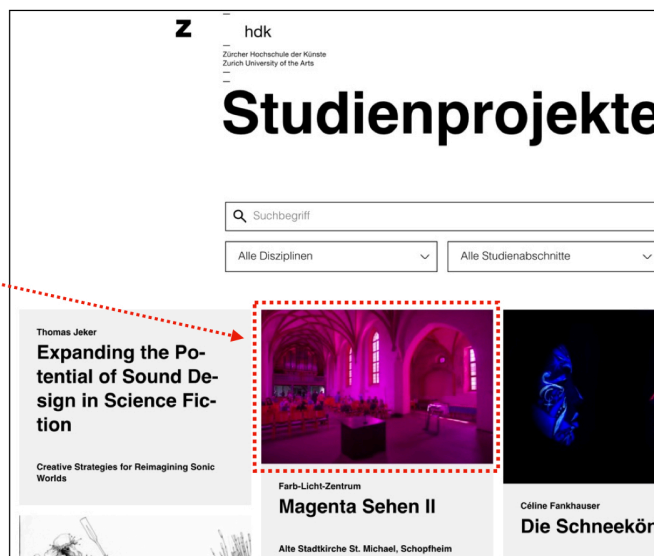 Z
hdk
Zürcher Hochschule der Künste
Zurich University of the Arts
Studienprojekte
Suchbegriff
Alle Disziplinen
Alle Studienabschnitte
Thomas Jeker
Expanding the Po-
tential of Sound De-
sign in Science Fic-
tion
Creative Strategies for Reimagining Sonic
Worlds
Farb-Licht-Zentrum
Magenta Sehen II
Alte Stadtkirche St. Michael, Schopfheim
Céline Fankhauser
Die Schneekön